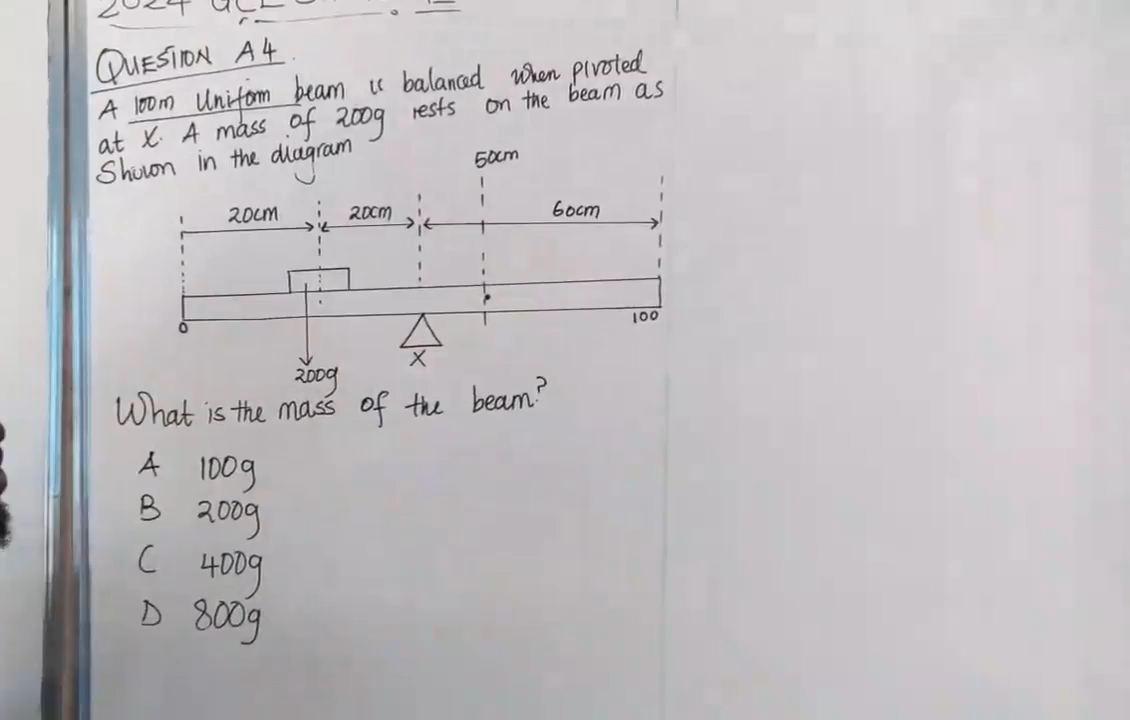 2024 GCE
QUESTION A4.
A 100m Uniform beam is balanced when pivoted
at X. A mass of 200g rests on the beam as
Shown in the diagram
50cm
20cm 20cm 60cm
0 100
X
200g
What is the mass of the beam?
A 100g
B 200g
C 400g
D 800g